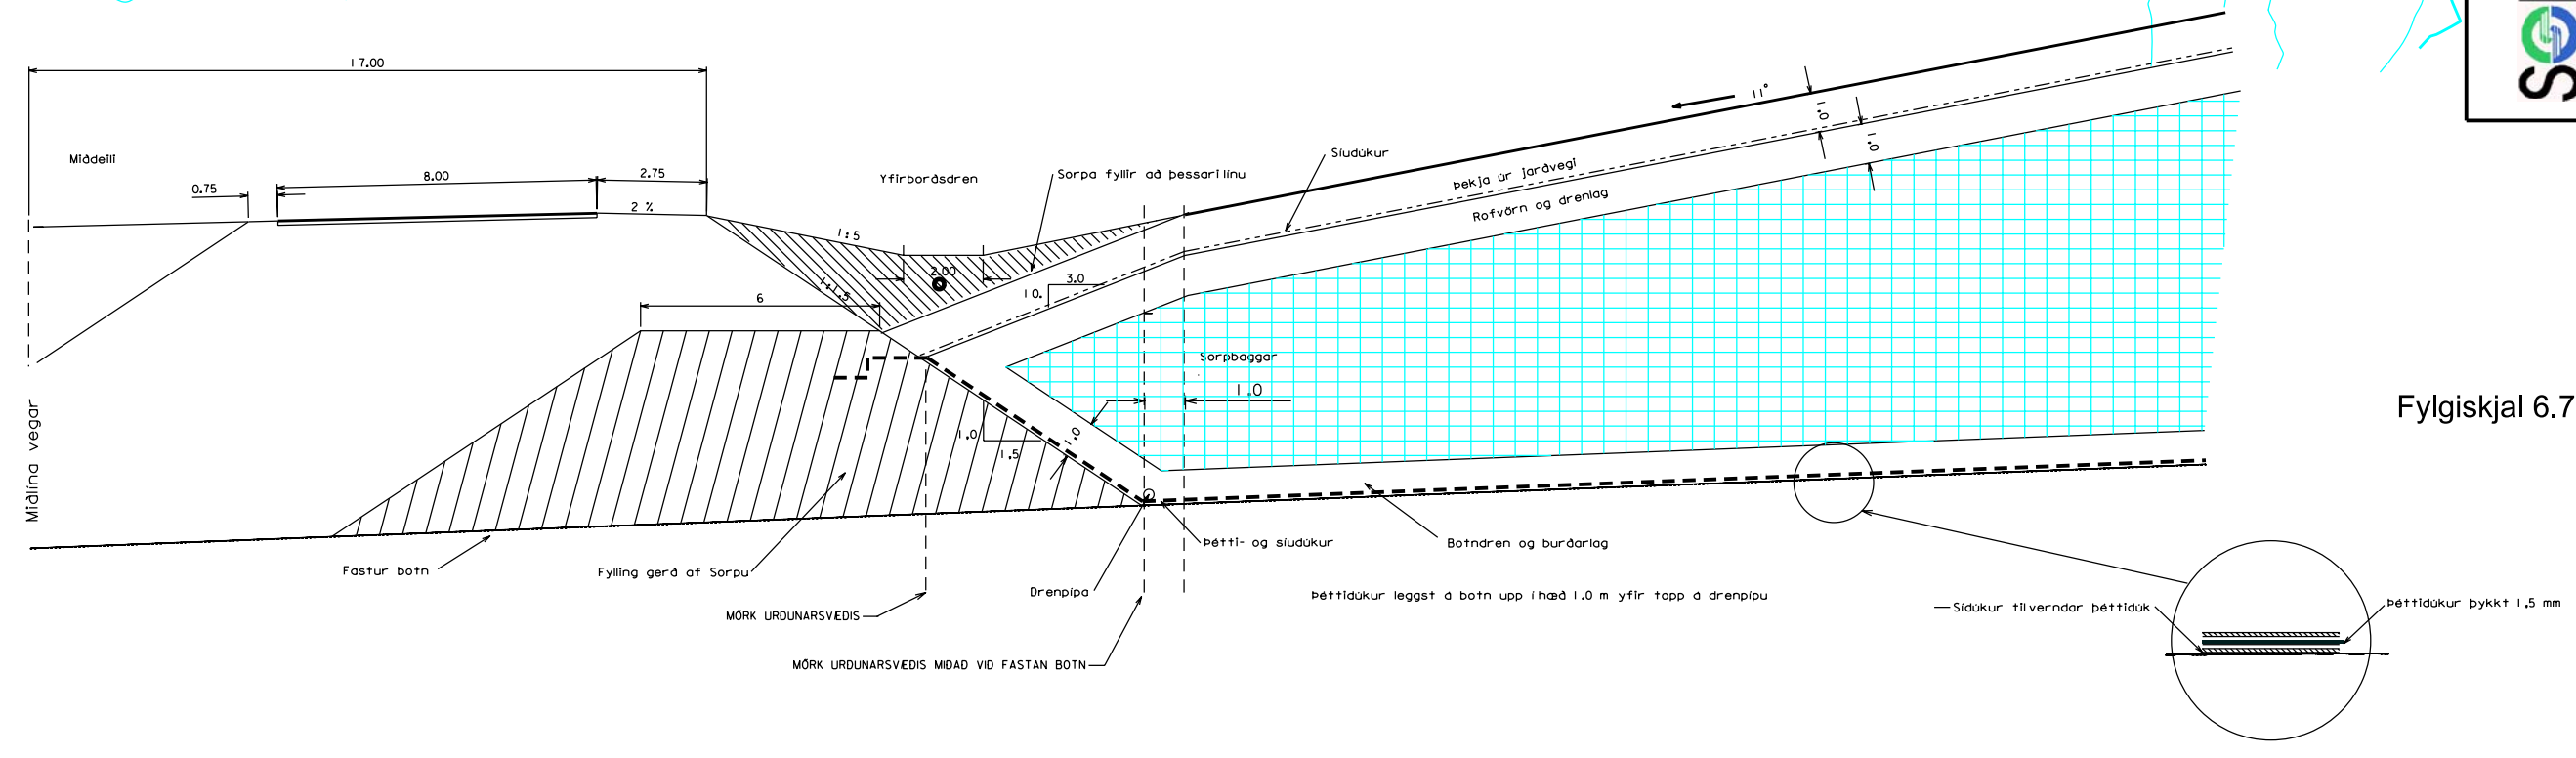 17.00
Middeili
0.75
8.00
2.75
2 %
Yfirborðsdren
Sorpa fyllir að þessari línu
Síudúkur
11°
1.0
1.0
Þekja úr jarðvegi
Rofvörn og drenlag
1:5
2.00
1:1.5
3.0
10.
6
Sorpbaggar
1.0
1.0
1.0
1.5
Miðlína vegar
Fylgiskjal 6.7
Fastur botn
Fylling gerð af Sorpu
Drenpípa
Þétti- og síudúkur
Botndren og burðarlag
MÖRK URÐUNARSVÆÐIS
MÖRK URÐUNARSVÆÐIS MIÐAÐ VIÐ FASTAN BOTN
Þéttidúkur leggst á botn upp í hæð 1.0 m yfir topp á drenpípu
Sídúkur til verndar þéttidúk
Þéttidúkur þykkt 1,5 mm